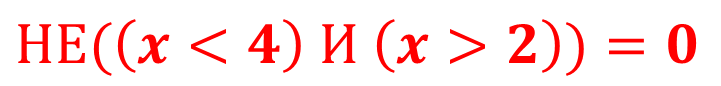 НЕ((x < 4) И (x > 2)) = 0